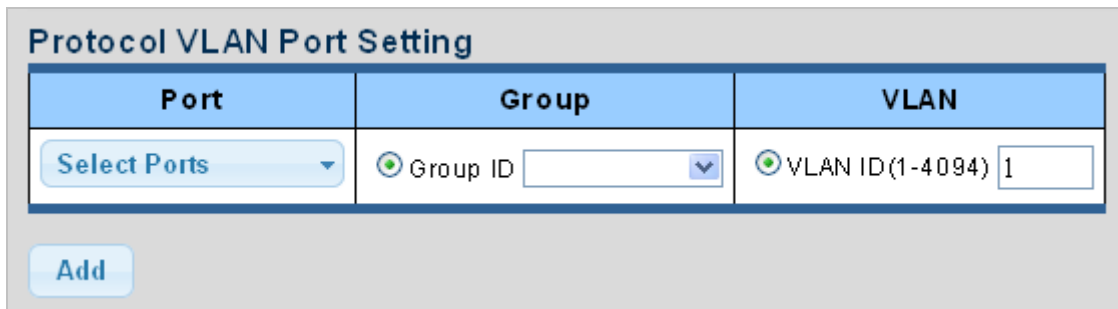 Protocol VLAN Port Setting
Port Group VLAN
Select Ports Group ID VLAN ID(1-4094) 1
Add